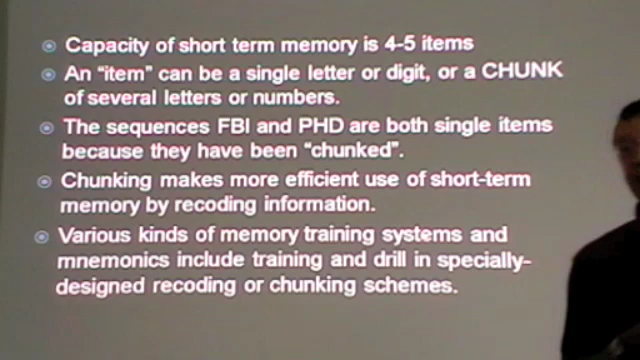 Capacity of short term memory is 4-5 items
An "item" can be a single letter or digit, or a CHUNK
of several letters or numbers.
The sequences FBI and PHD are both single items
because they have been "chunked".
Chunking makes more efficient use of short-term
memory by recoding information.
Various kinds of memory training systems and
mnemonics include training and drill in specially-
designed recoding or chunking schemes.